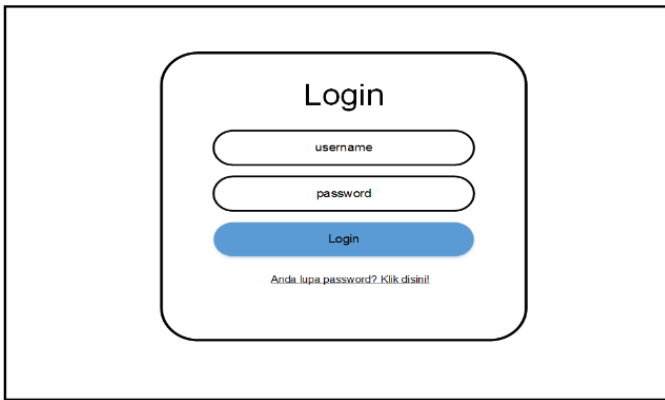 Login
username
password
Login
Anda lupa password? Klik disini!